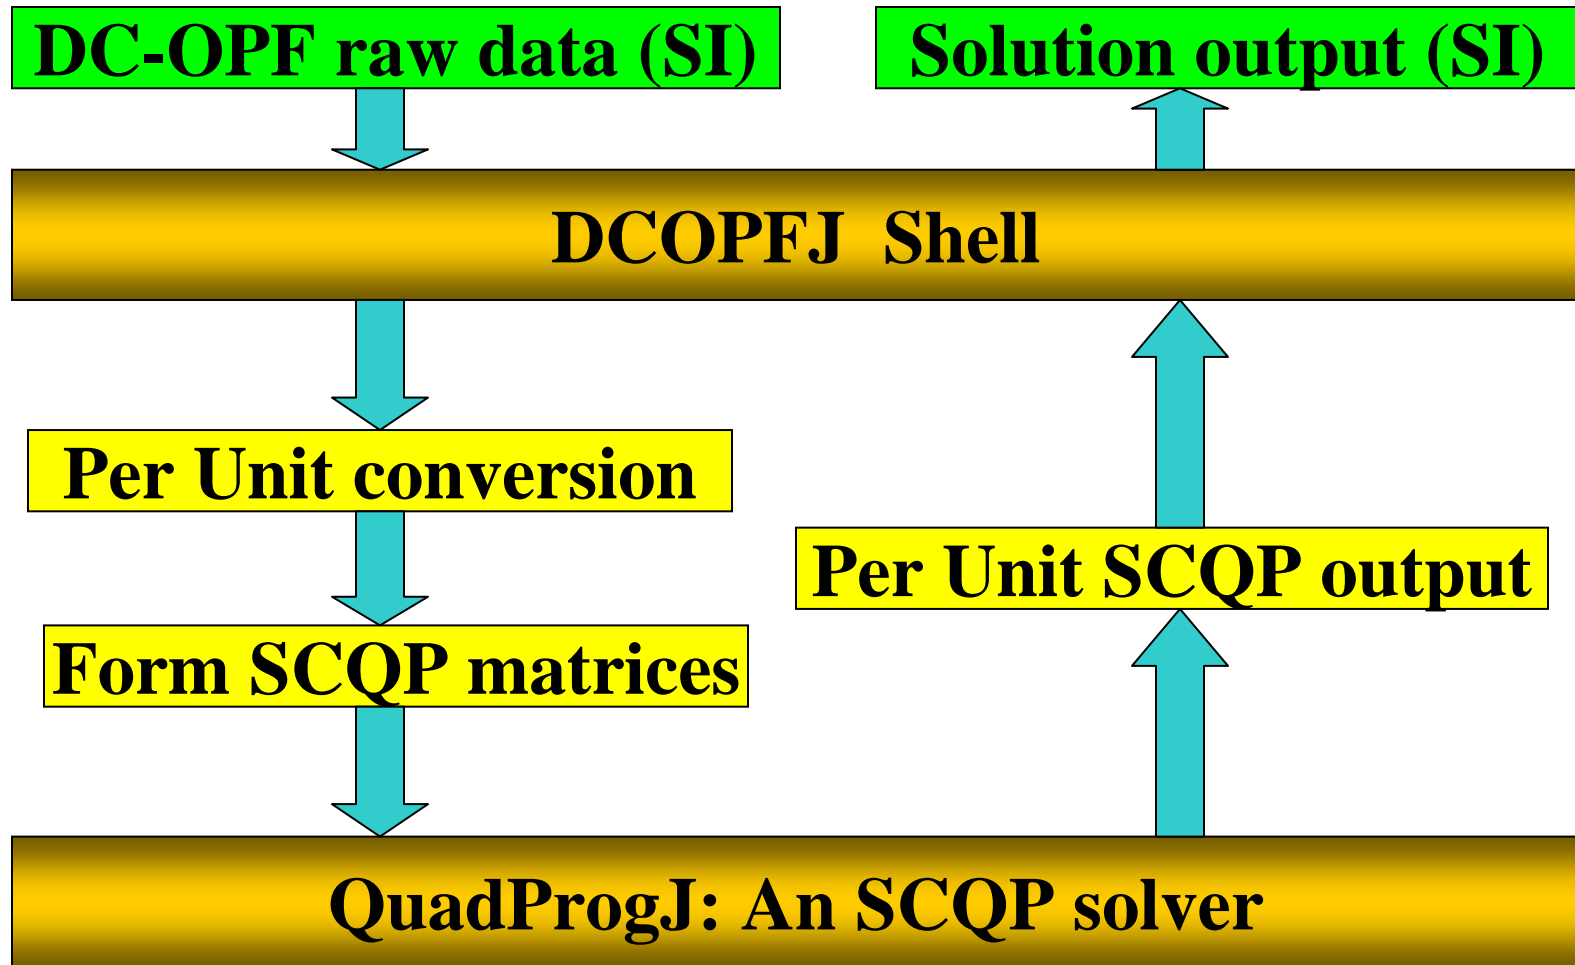 DC-OPF raw data (SI)
Solution output (SI)
DCOPFJ Shell
Per Unit conversion
Per Unit SCQP output
Form SCQP matrices
QuadProgJ: An SCQP solver